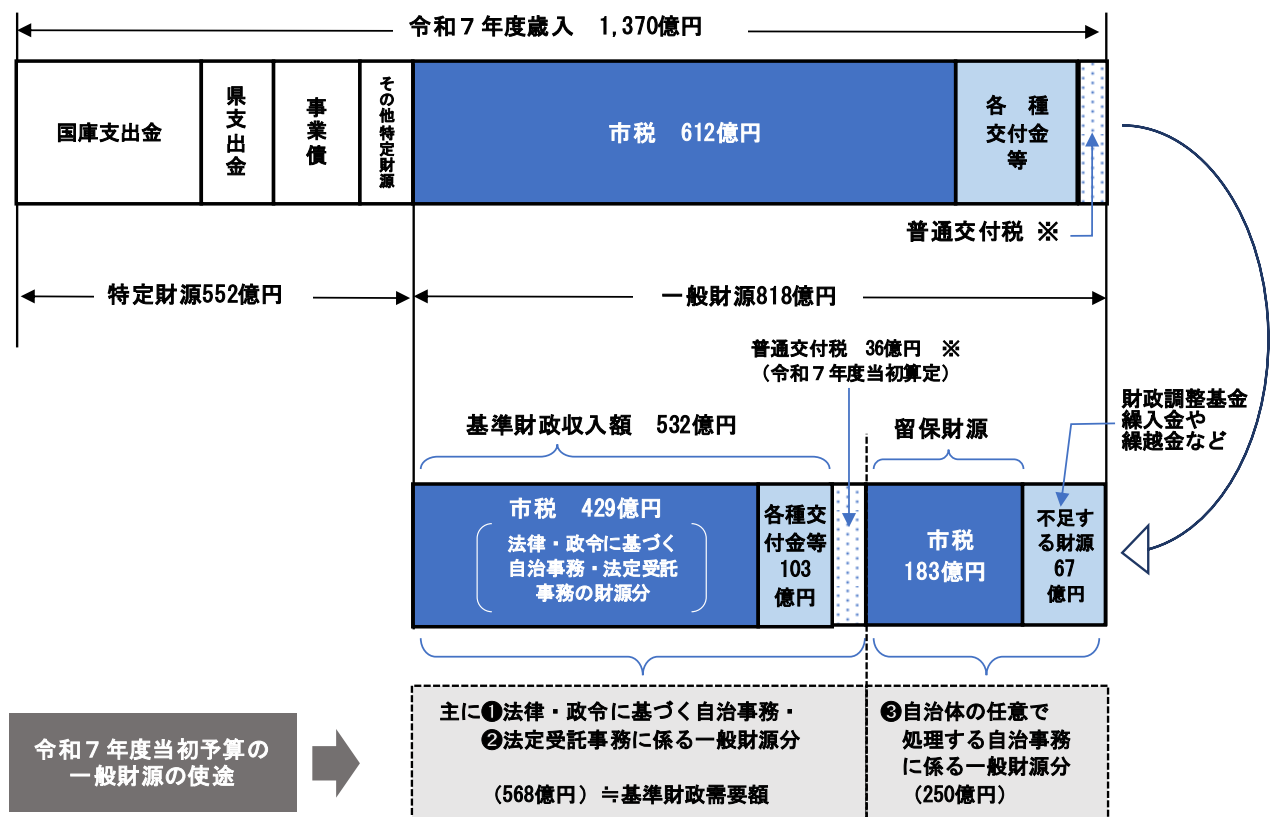 令和７年度歳入　1,370億円
国庫支出金
県支出金
事業債
その他特定財源
市税　612億円
各　種
交付金
等
普通交付税 ※
特定財源552億円
一般財源818億円
普通交付税　36億円　※
（令和７年度当初算定）
基準財政収入額　532億円
留保財源
財政調整基金
繰入金や
繰越金など
市税　429億円
法律・政令に基づく
自治事務・法定受託
事務の財源分
各種交
付金等
103
億円
市税
183億円
不足す
る財源
67
億円
主に❶法律・政令に基づく自治事務・
❷法定受託事務に係る一般財源分
（568億円）≒基準財政需要額
❸自治体の任意で
処理する自治事務
に係る一般財源分
（250億円）
令和７年度当初予算の
一般財源の使途